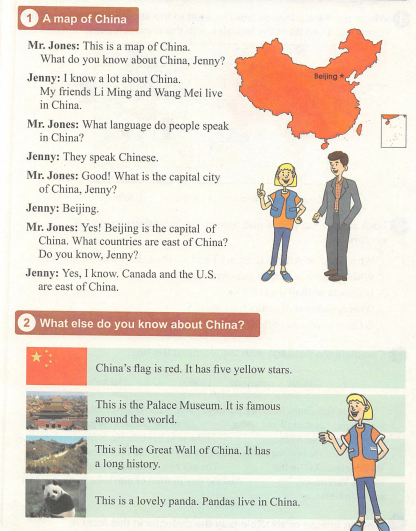 1 A map of China
Mr. Jones: This is a map of China.
What do you know about China, Jenny?
Jenny: I know a lot about China.
My friends Li Ming and Wang Mei live
in China.
Mr. Jones: What language do people speak
in China?
Jenny: They speak Chinese.
Mr. Jones: Good! What is the capital city
of China, Jenny?
Jenny: Beijing.
Mr. Jones: Yes! Beijing is the capital of
China. What countries are east of China?
Do you know, Jenny?
Jenny: Yes, I know. Canada and the U.S.
are east of China.
Beijing
2 What else do you know about China?
China's flag is red. It has five yellow stars.
This is the Palace Museum. It is famous
around the world.
This is the Great Wall of China. It has
a long history.
This is a lovely panda. Pandas live in China.